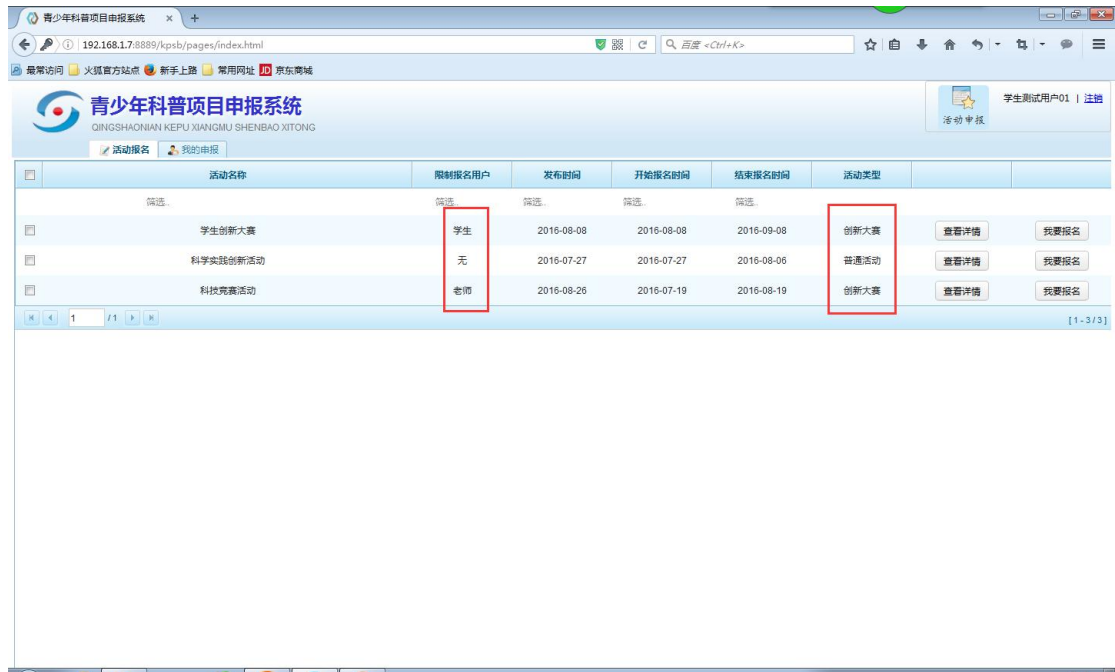 青少年科普项目申报系统 × +
192.168.1.7:8889/kpsb/pages/index.html 百度 <Ctrl+K>
最常访问 火狐官方站点 新手上路 常用网址 JD 京东商城
青少年科普项目申报系统
QINGSHAONIAN KEPU XIANGMU SHENBAO XITONG
活动申报
学生测试用户01 | 注销
活动报名 我的申报
活动名称 限制报名用户 发布时间 开始报名时间 结束报名时间 活动类型
筛选.. 筛选.. 筛选.. 筛选.. 筛选..
学生创新大赛 学生 2016-08-08 2016-08-08 2016-09-08 创新大赛 查看详情 我要报名
科学实践创新活动 无 2016-07-27 2016-07-27 2016-08-06 普通活动 查看详情 我要报名
科技竞赛活动 老师 2016-08-26 2016-07-19 2016-08-19 创新大赛 查看详情 我要报名
1 / 1 [1 - 3 / 3]